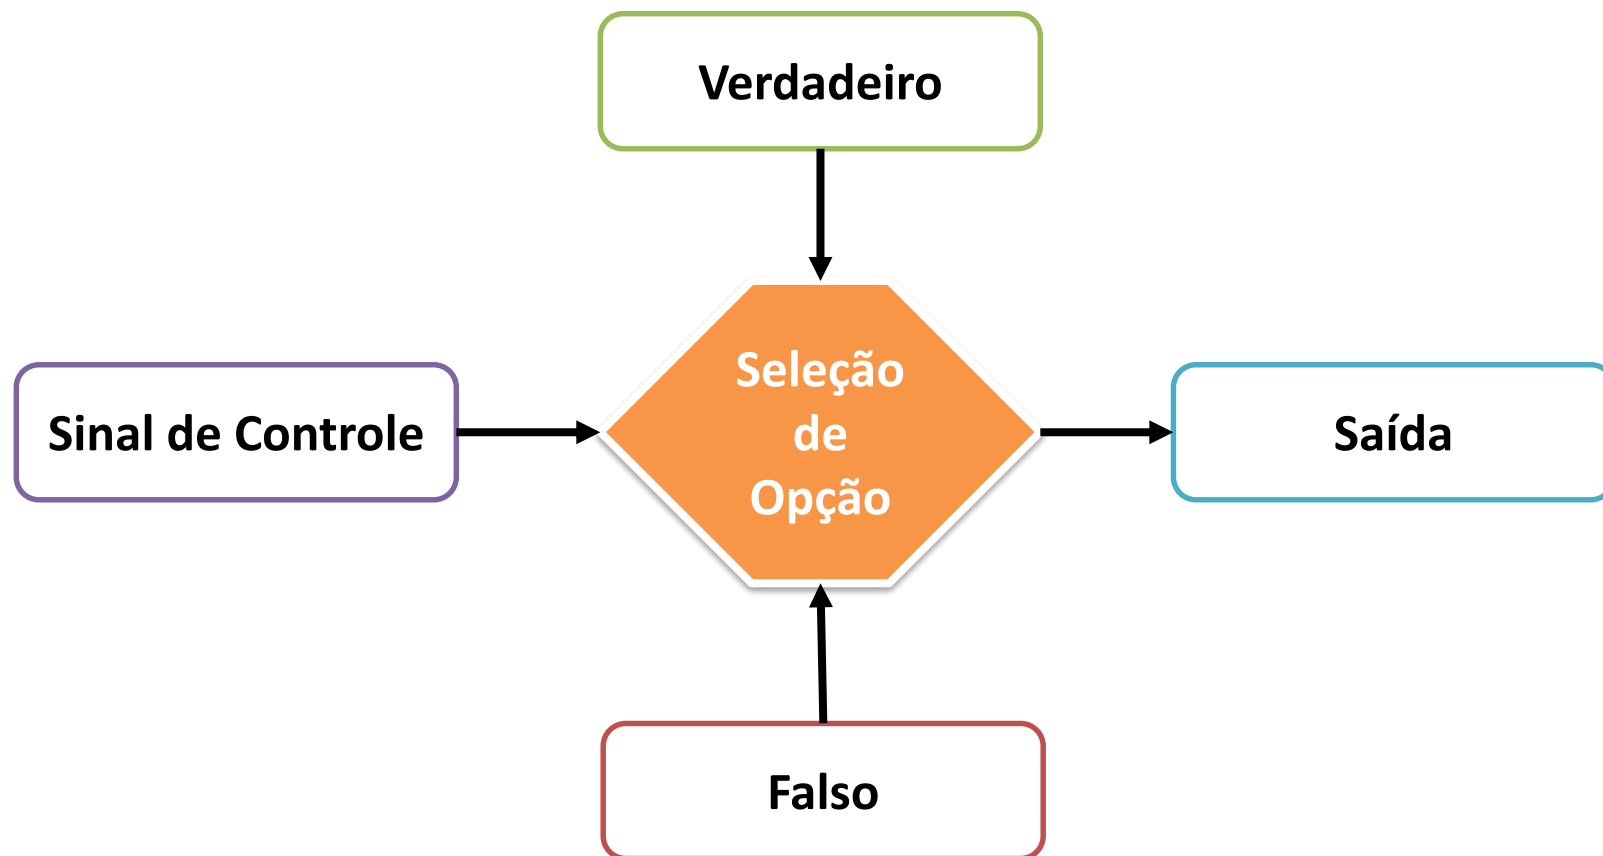 Verdadeiro
Sinal de Controle
Seleção
de
Opção
Saída
Falso